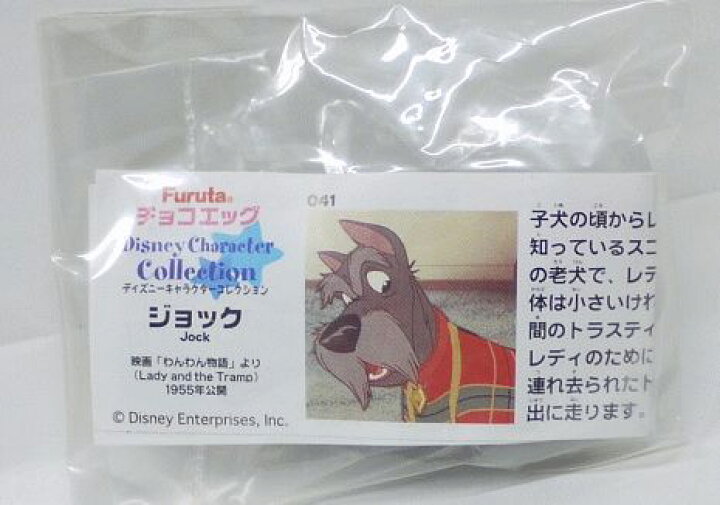 Furuta®
チョコエッグ
Disney Character
Collection
ディズニーキャラクターコレクション
ジョック
Jock
映画「わんわん物語」より
(Lady and the Tramp)
1955年公開
© Disney Enterprises, Inc.
041
子犬の頃からレ
知っているスコ
の老犬で、レデ
体は小さいけれ
間のトラスティ
レディのために
連れ去られたト
出に走ります。